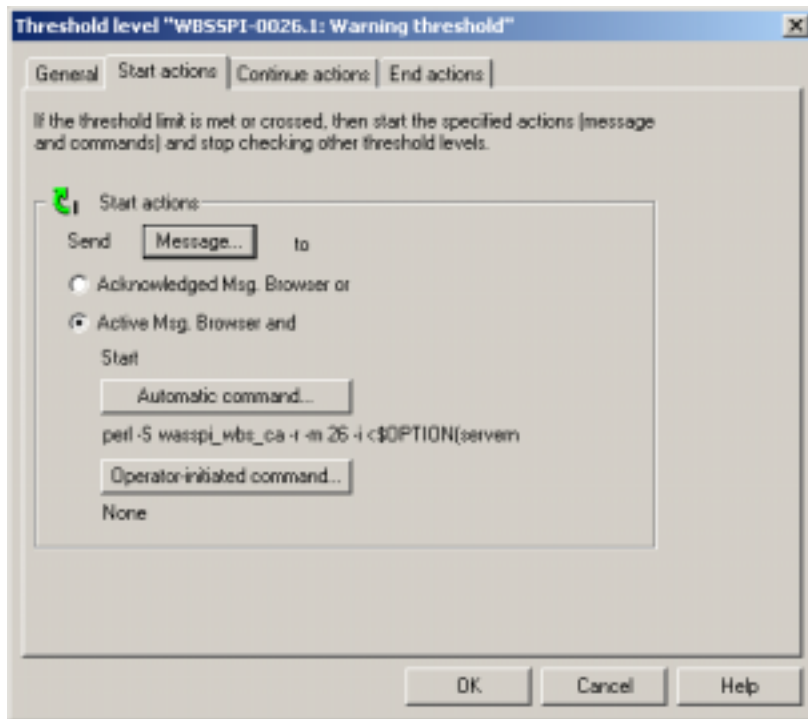 Threshold level "WBSSPI-0026.1: Warning threshold"
General
Start actions
Continue actions
End actions
If the threshold limit is met or crossed, then start the specified actions (message
and commands) and stop checking other threshold levels.
Start actions
Send
Message...
to
Acknowledged Msg. Browser or
Active Msg. Browser and
Start
Automatic command...
perl -S wasspi_wbs_ca -r -m 26 -i <$OPTION(servern
Operator-initiated command...
None
OK
Cancel
Help